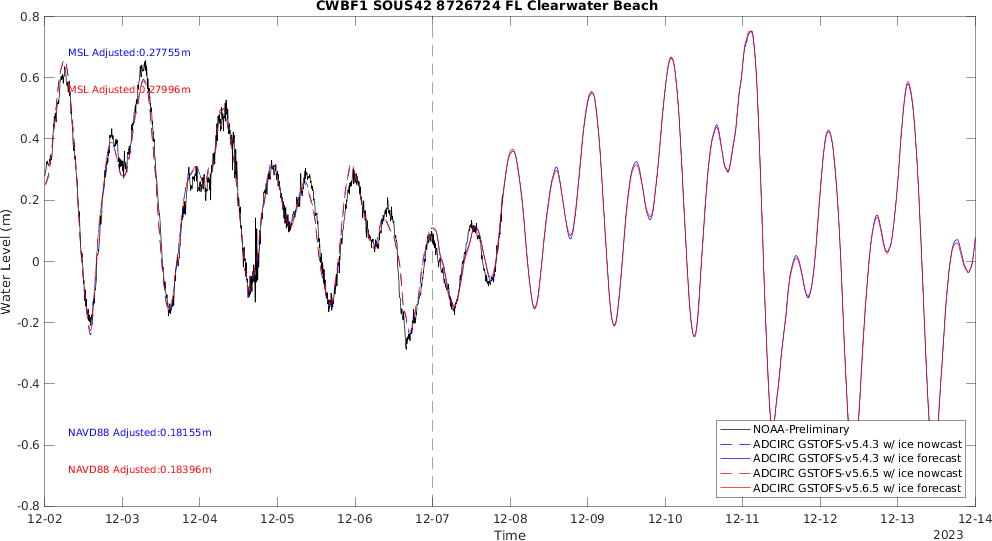 CWBF1 SOUS42 8726724 FL Clearwater Beach
0.8
0.6
0.4
0.2
0
-0.2
-0.4
-0.6
-0.8
Water Level (m)
MSL Adjusted:0.27755m
MSL Adjusted:0.27996m
NAVD88 Adjusted:0.18155m
NAVD88 Adjusted:0.18396m
NOAA-Preliminary
ADCIRC GSTOFS-v5.4.3 w/ ice nowcast
ADCIRC GSTOFS-v5.4.3 w/ ice forecast
ADCIRC GSTOFS-v5.6.5 w/ ice nowcast
ADCIRC GSTOFS-v5.6.5 w/ ice forecast
12-02 12-03 12-04 12-05 12-06 12-07 12-08 12-09 12-10 12-11 12-12 12-13 12-14
Time
2023